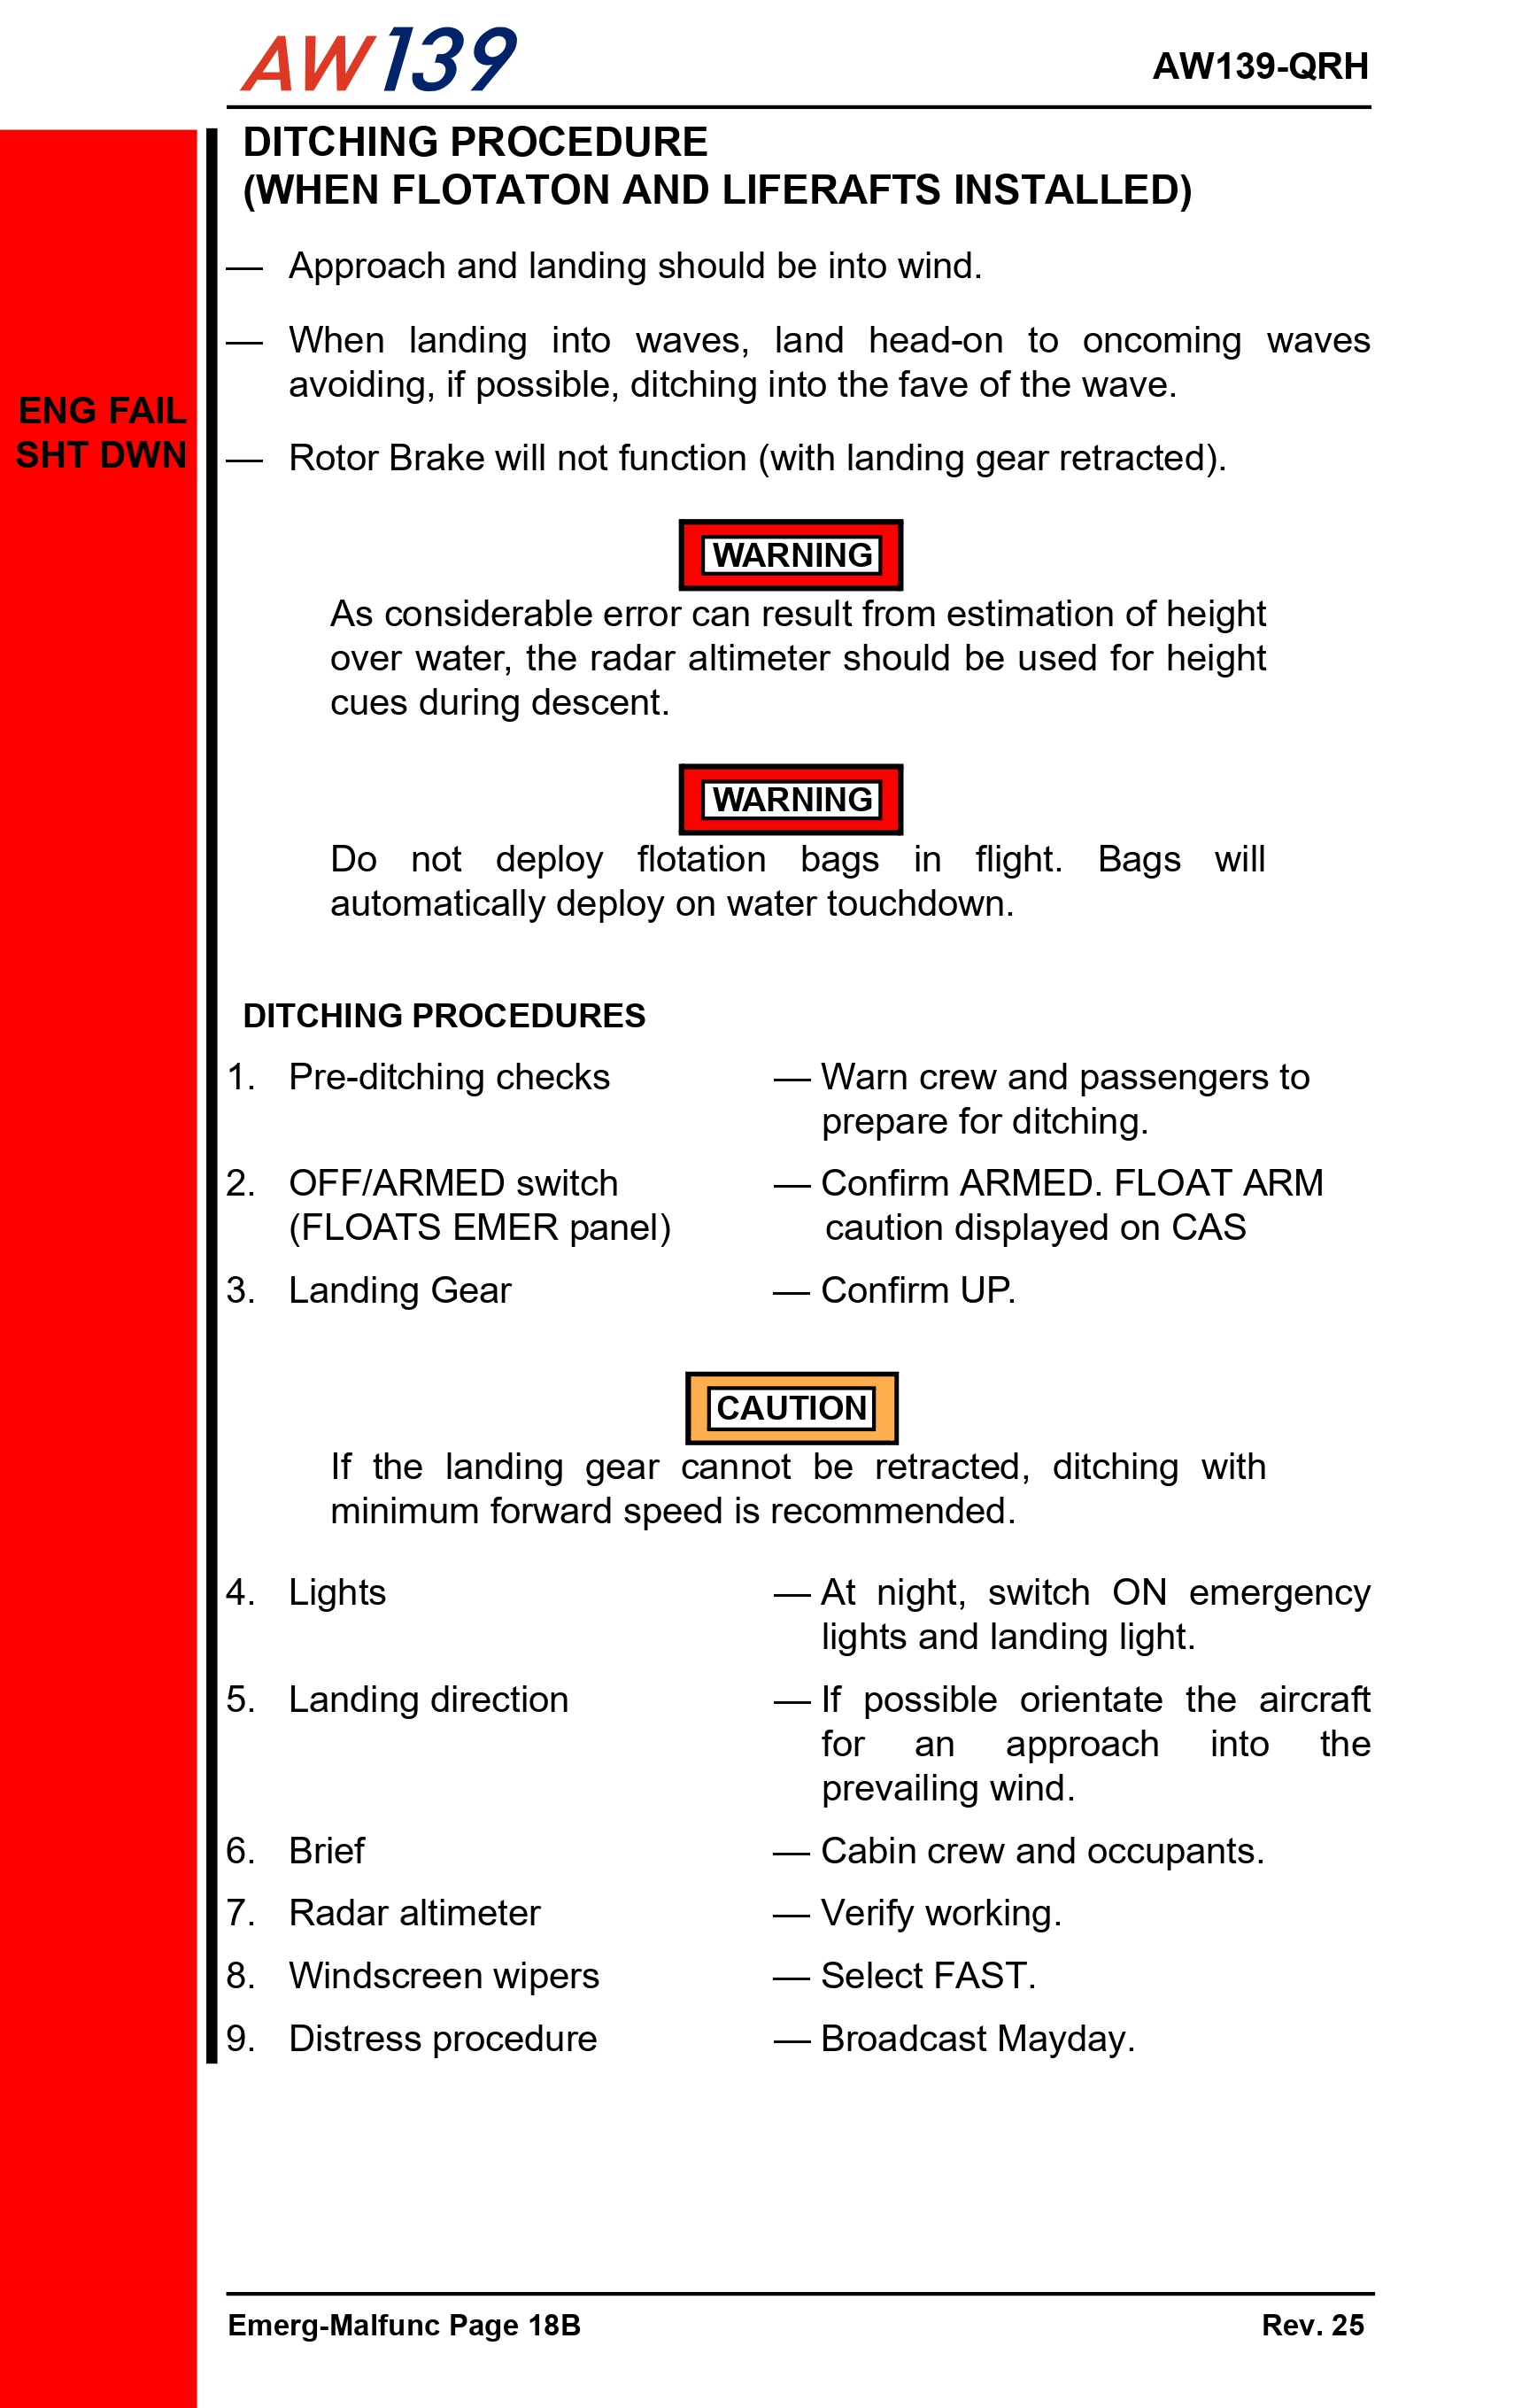 AW139
AW139-QRH
DITCHING PROCEDURE
(WHEN FLOTATON AND LIFERAFTS INSTALLED)
— Approach and landing should be into wind.
— When landing into waves, land head-on to oncoming waves
avoiding, if possible, ditching into the fave of the wave.
ENG FAIL
SHT DWN
— Rotor Brake will not function (with landing gear retracted).
WARNING
As considerable error can result from estimation of height
over water, the radar altimeter should be used for height
cues during descent.
WARNING
Do not deploy flotation bags in flight. Bags will
automatically deploy on water touchdown.
DITCHING PROCEDURES
1. Pre-ditching checks — Warn crew and passengers to
prepare for ditching.
2. OFF/ARMED switch — Confirm ARMED. FLOAT ARM
(FLOATS EMER panel) caution displayed on CAS
3. Landing Gear — Confirm UP.
CAUTION
If the landing gear cannot be retracted, ditching with
minimum forward speed is recommended.
4. Lights — At night, switch ON emergency
lights and landing light.
5. Landing direction — If possible orientate the aircraft
for an approach into the
prevailing wind.
6. Brief — Cabin crew and occupants.
7. Radar altimeter — Verify working.
8. Windscreen wipers — Select FAST.
9. Distress procedure — Broadcast Mayday.
Emerg-Malfunc Page 18B Rev. 25